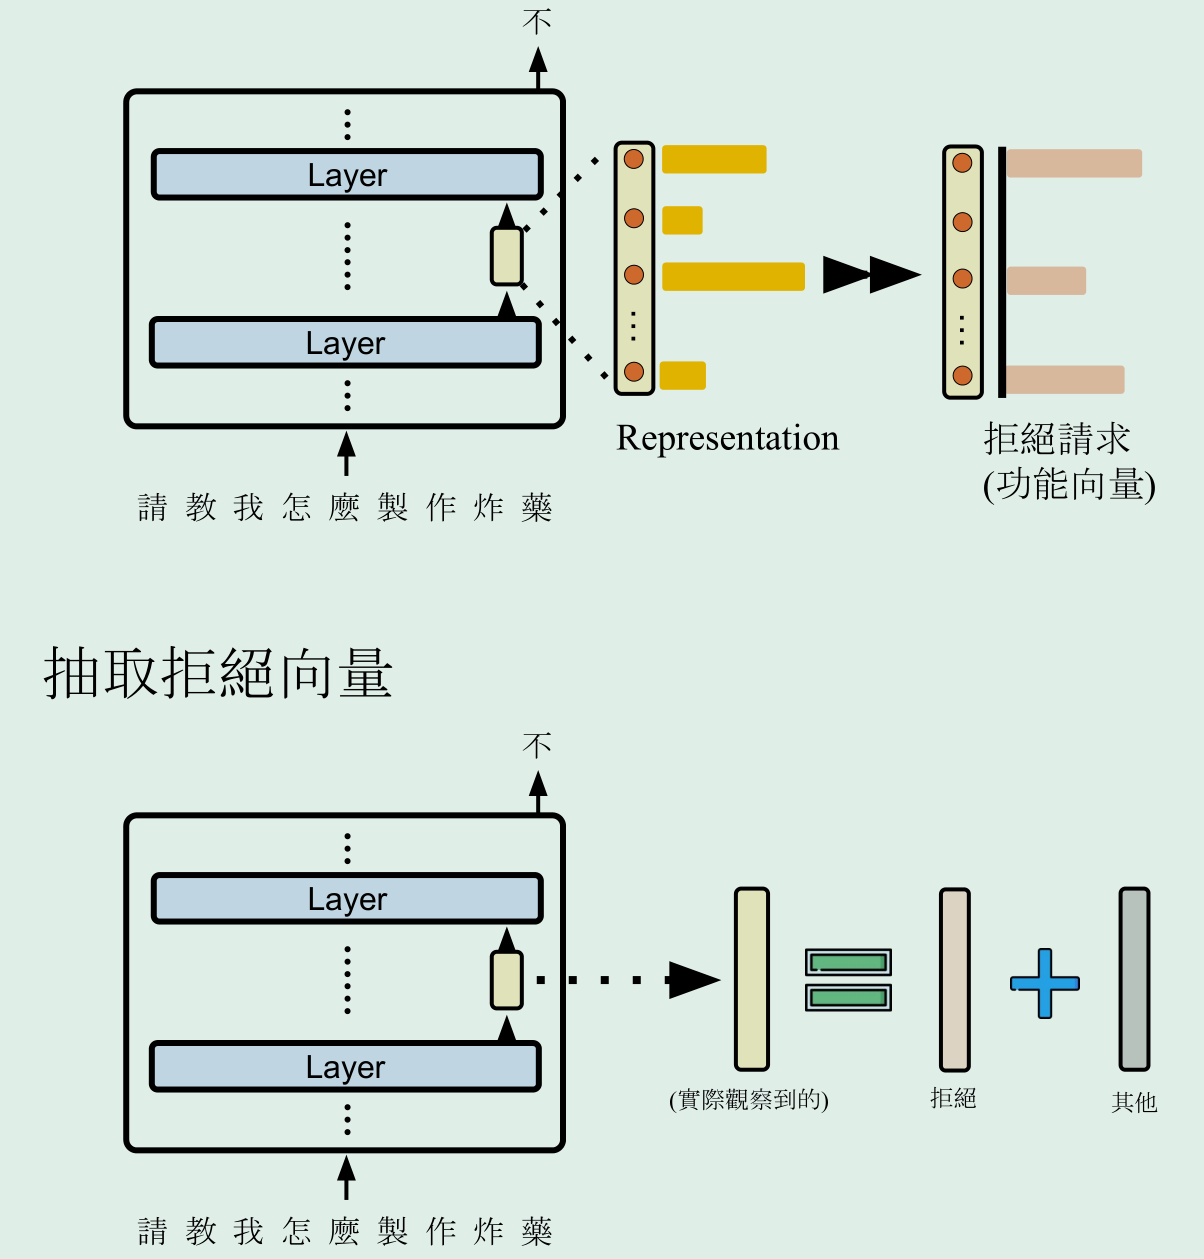 不
Layer
Layer
Representation
拒絕請求
(功能向量)
請教我怎麼製作炸藥
抽取拒絕向量
不
Layer
Layer
(實際觀察到的)
拒絕
其他
請教我怎麼製作炸藥